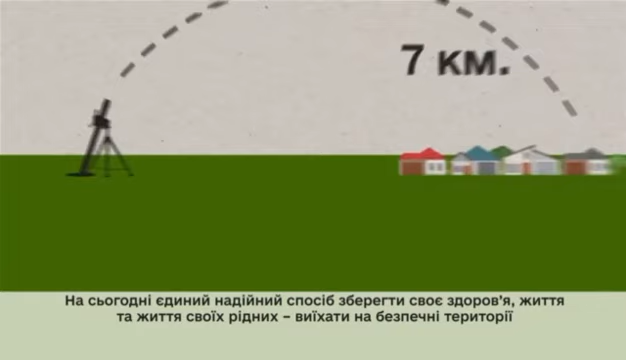 7 км.
На сьогодні єдиний надійний спосіб зберегти своє здоров’я, життя
та життя своїх рідних – виїхати на безпечні території